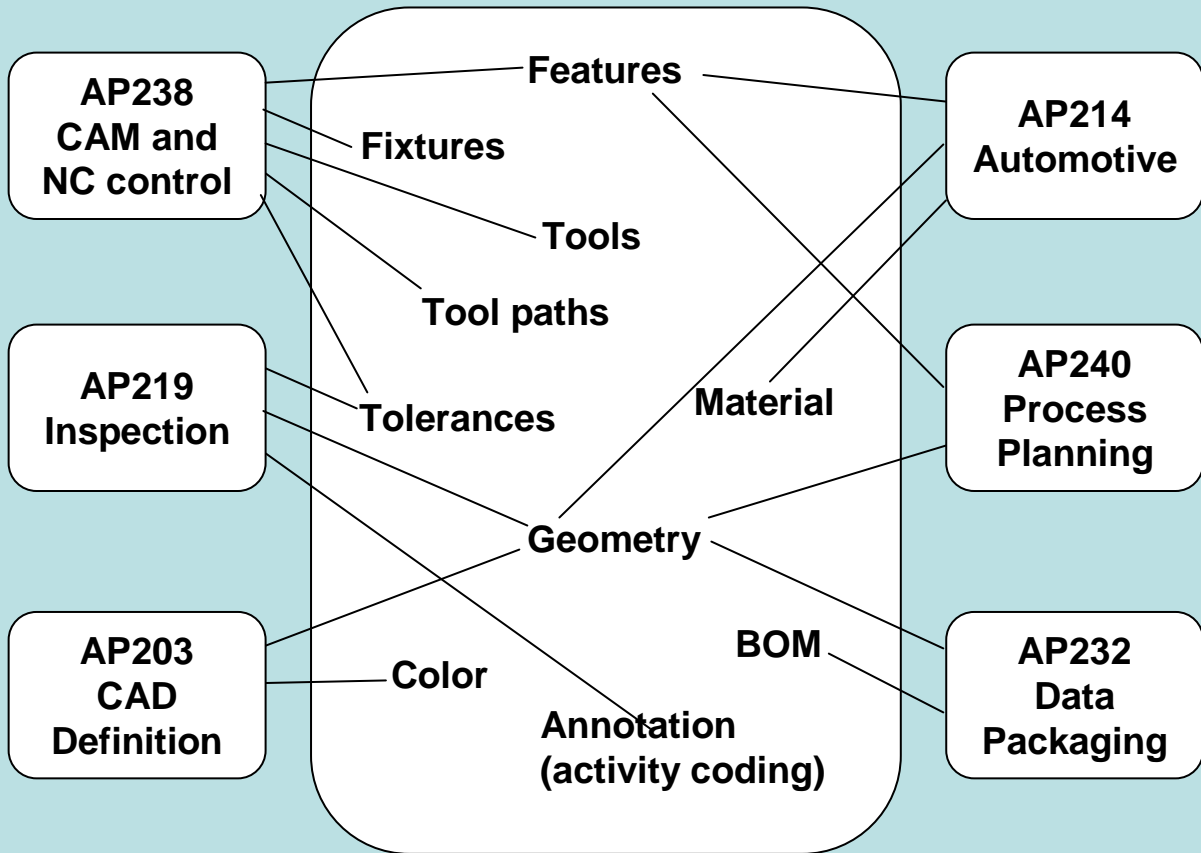 AP238
CAM and
NC control
AP219
Inspection
AP203
CAD
Definition
Features
Fixtures
Tools
Tool paths
Tolerances
Material
Geometry
BOM
Color
Annotation
(activity coding)
AP214
Automotive
AP240
Process
Planning
AP232
Data
Packaging